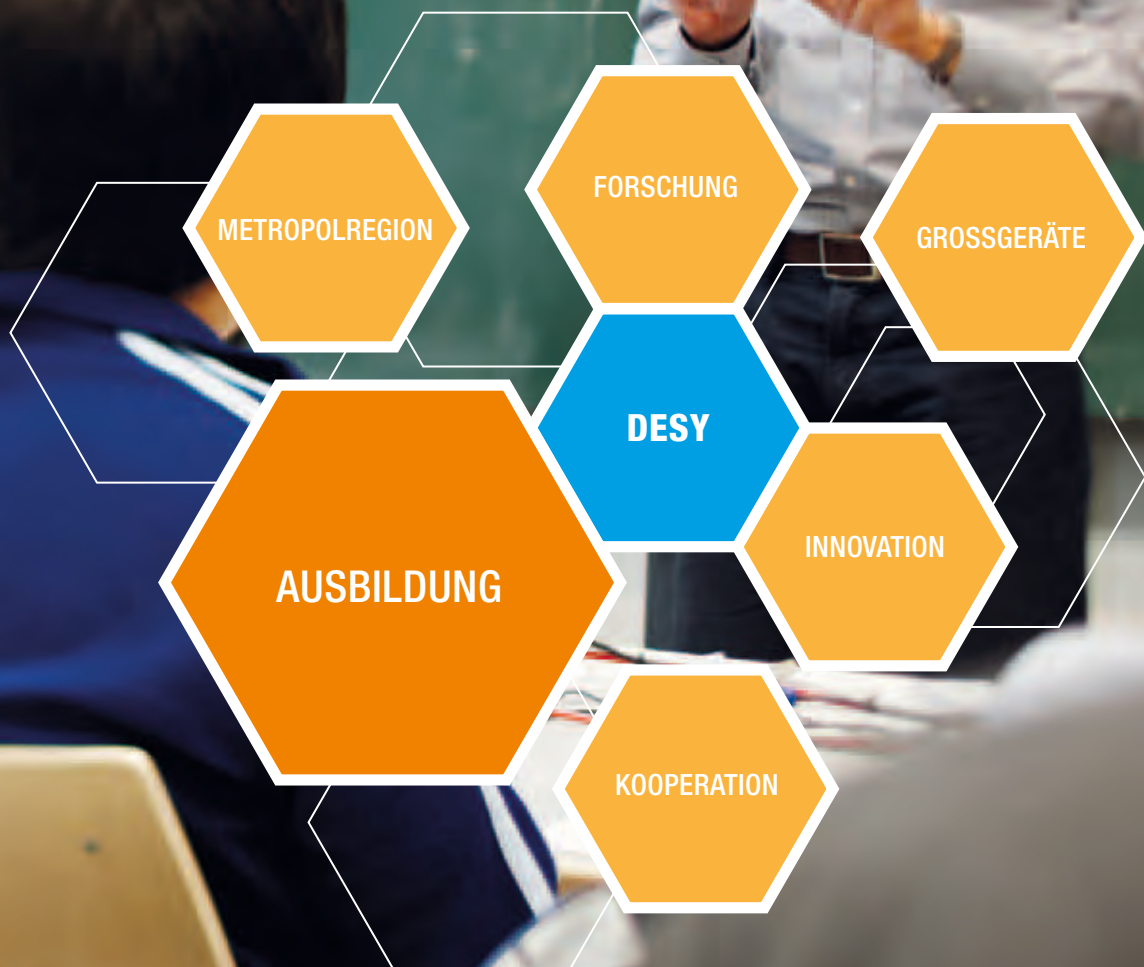 FORSCHUNG
METROPOLREGION
GROSSGERÄTE
DESY
INNOVATION
AUSBILDUNG
KOOPERATION